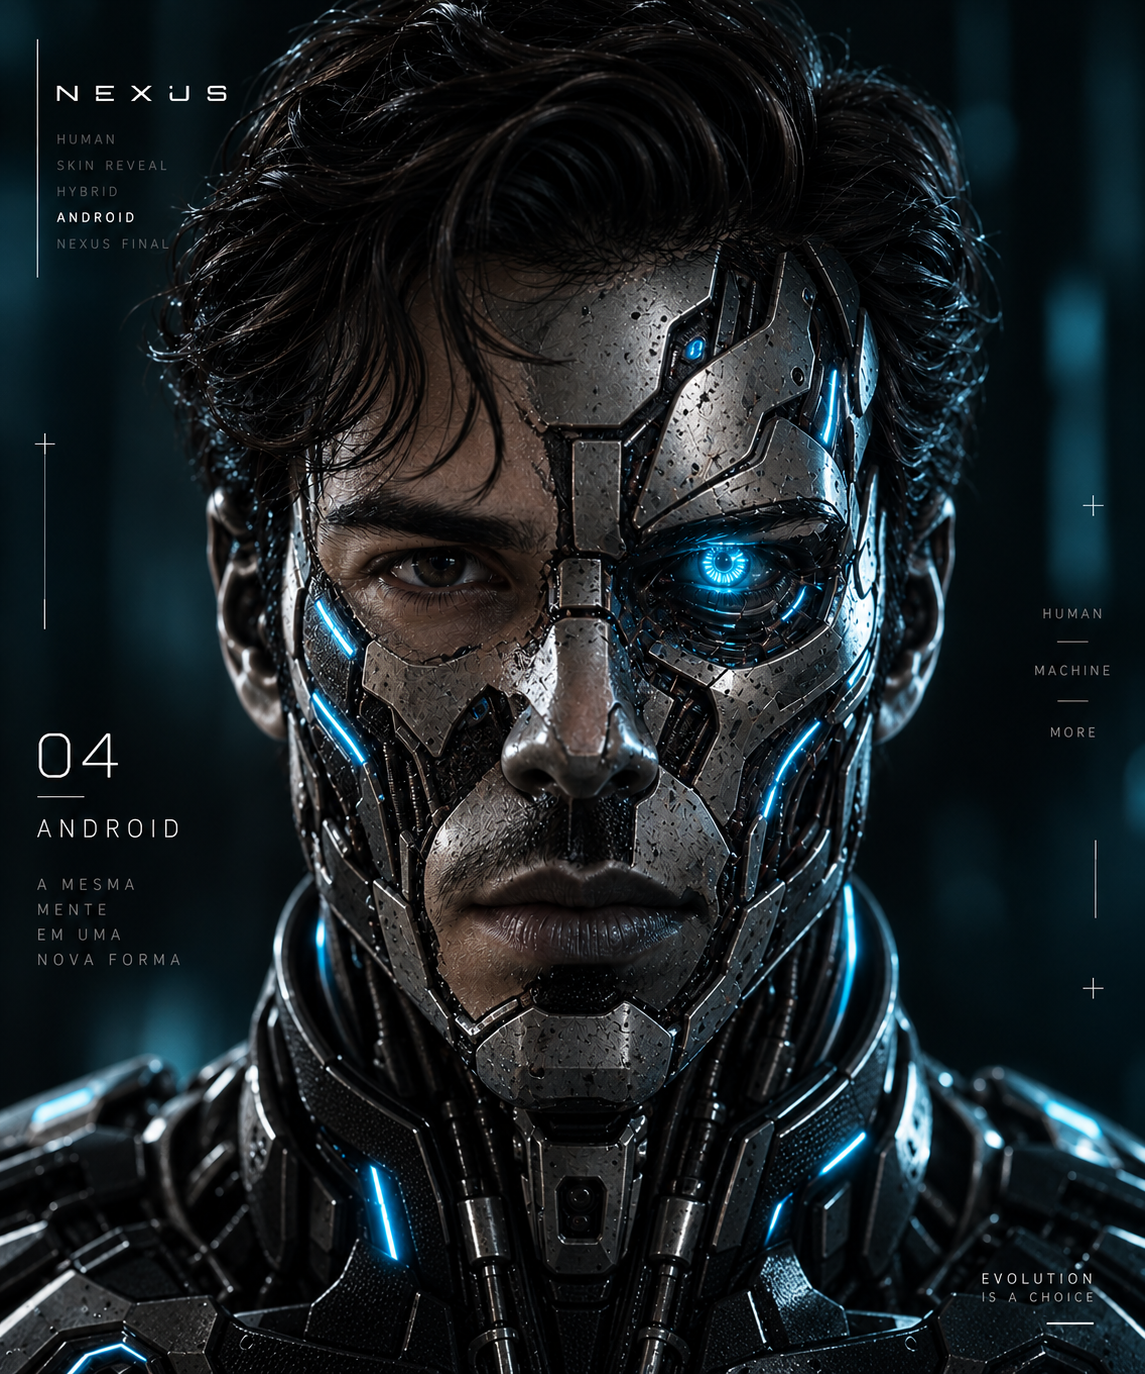 NEXUS
HUMAN
SKIN REVEAL
HYBRID
ANDROID
NEXUS FINAL
HUMAN
MACHINE
MORE
04
ANDROID
A MESMA
MENTE
EM UMA
NOVA FORMA
EVOLUTION
IS A CHOICE